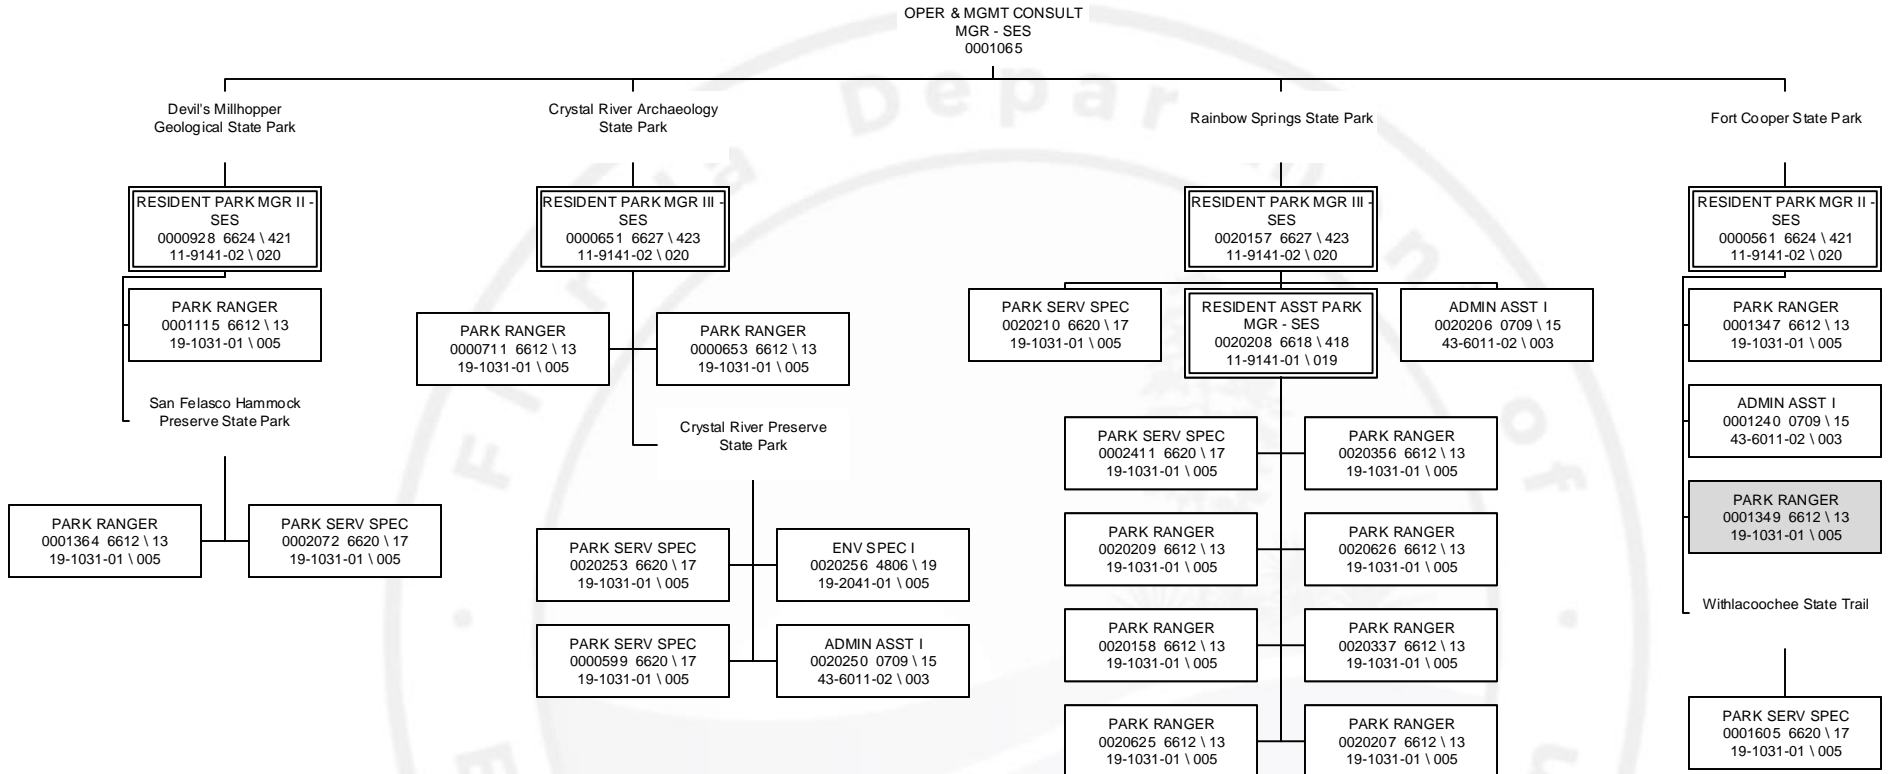 OPER & MGMT CONSULT
MGR - SES
0001065
Devil's Millhopper
Geological State Park
RESIDENT PARK MGR II -
SES
0000928 6624 \ 421
11-9141-02 \ 020
PARK RANGER
0001115 6612 \ 13
19-1031-01 \ 005
San Felasco Hammock
Preserve State Park
PARK RANGER
0001364 6612 \ 13
19-1031-01 \ 005
PARK SERV SPEC
0002072 6620 \ 17
19-1031-01 \ 005
Crystal River Archaeology
State Park
RESIDENT PARK MGR III -
SES
0000651 6627 \ 423
11-9141-02 \ 020
PARK RANGER
0000711 6612 \ 13
19-1031-01 \ 005
PARK RANGER
0000653 6612 \ 13
19-1031-01 \ 005
Crystal River Preserve
State Park
PARK SERV SPEC
0020253 6620 \ 17
19-1031-01 \ 005
ENV SPEC I
0020256 4806 \ 19
19-2041-01 \ 005
PARK SERV SPEC
0000599 6620 \ 17
19-1031-01 \ 005
ADMIN ASST I
0020250 0709 \ 15
43-6011-02 \ 003
Rainbow Springs State Park
RESIDENT PARK MGR III -
SES
0020157 6627 \ 423
11-9141-02 \ 020
PARK SERV SPEC
0020210 6620 \ 17
19-1031-01 \ 005
RESIDENT ASST PARK
MGR - SES
0020208 6618 \ 418
11-9141-01 \ 019
ADMIN ASST I
0020206 0709 \ 15
43-6011-02 \ 003
PARK SERV SPEC
0002411 6620 \ 17
19-1031-01 \ 005
PARK RANGER
0020356 6612 \ 13
19-1031-01 \ 005
PARK RANGER
0020209 6612 \ 13
19-1031-01 \ 005
PARK RANGER
0020626 6612 \ 13
19-1031-01 \ 005
PARK RANGER
0020158 6612 \ 13
19-1031-01 \ 005
PARK RANGER
0020337 6612 \ 13
19-1031-01 \ 005
PARK RANGER
0020625 6612 \ 13
19-1031-01 \ 005
PARK RANGER
0020207 6612 \ 13
19-1031-01 \ 005
Fort Cooper State Park
RESIDENT PARK MGR II -
SES
0000561 6624 \ 421
11-9141-02 \ 020
PARK RANGER
0001347 6612 \ 13
19-1031-01 \ 005
ADMIN ASST I
0001240 0709 \ 15
43-6011-02 \ 003
PARK RANGER
0001349 6612 \ 13
19-1031-01 \ 005
Withlacoochee State Trail
PARK SERV SPEC
0001605 6620 \ 17
19-1031-01 \ 005